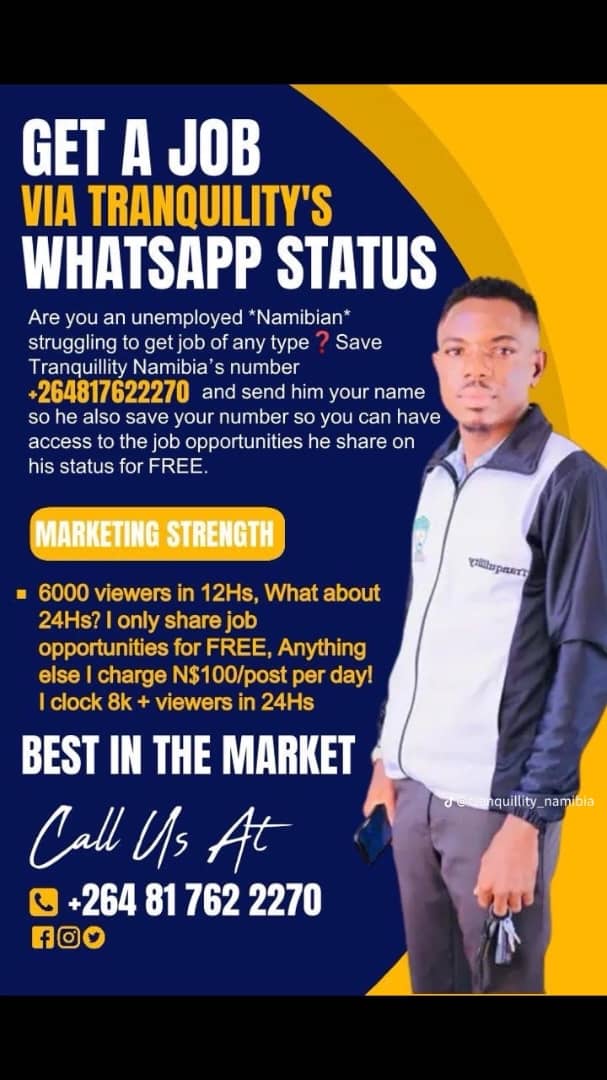 GET A JOB
VIA TRANQUILITY'S
WHATSAPP STATUS
Are you an unemployed *Namibian*
struggling to get job of any type❓Save
Tranquillity Namibia's number
+264817622270 and send him your name
so he also save your number so you can have
access to the job opportunities he share on
his status for FREE.
MARKETING STRENGTH
▪ 6000 viewers in 12Hs, What about
24Hs? I only share job
opportunities for FREE, Anything
else I charge N$100/post per day!
I clock 8k + viewers in 24Hs
BEST IN THE MARKET
Call Us At
+264 81 762 2270
Tranquillity
@tranquillity_namibia